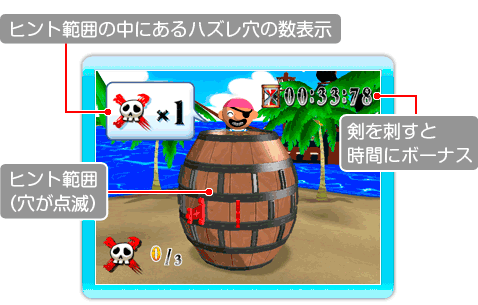 ヒント範囲の中にあるハズレ穴の数表示
×1
00:33:78
剣を刺すと
時間にボーナス
ヒント範囲
(穴が点滅)
0/3